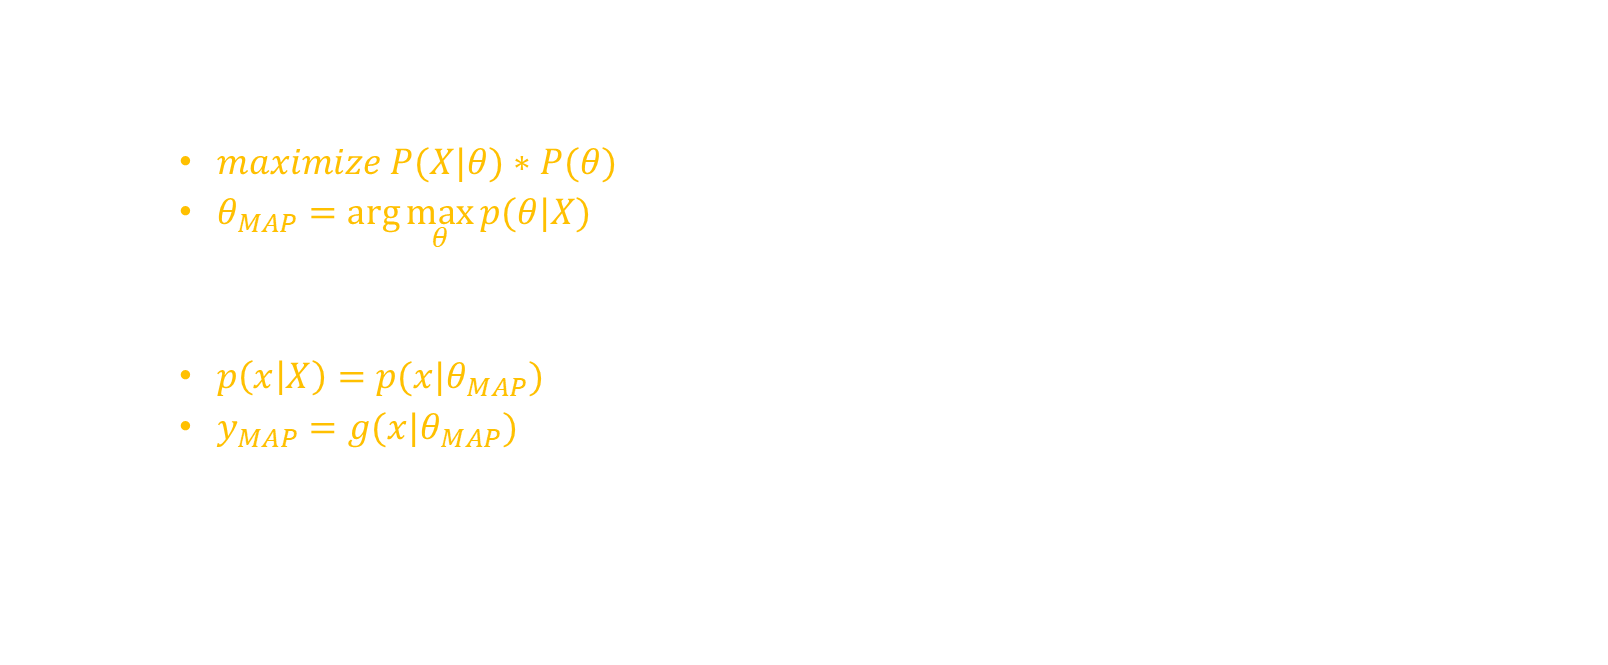 • maximize P(X|θ) ∗ P(θ)
• θ_MAP = arg max_θ p(θ|X)
• p(x|X) = p(x|θ_MAP)
• y_MAP = g(x|θ_MAP)